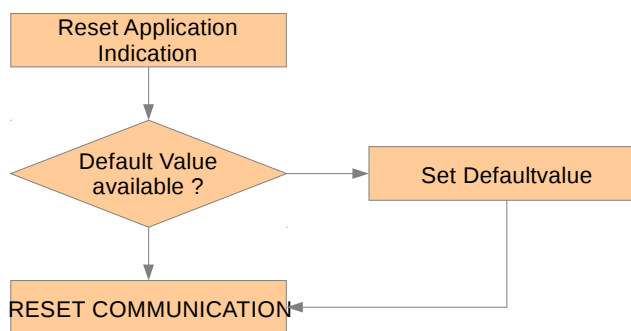 Reset Application
Indication
Default Value
available ?
Set Defaultvalue
RESET COMMUNICATION